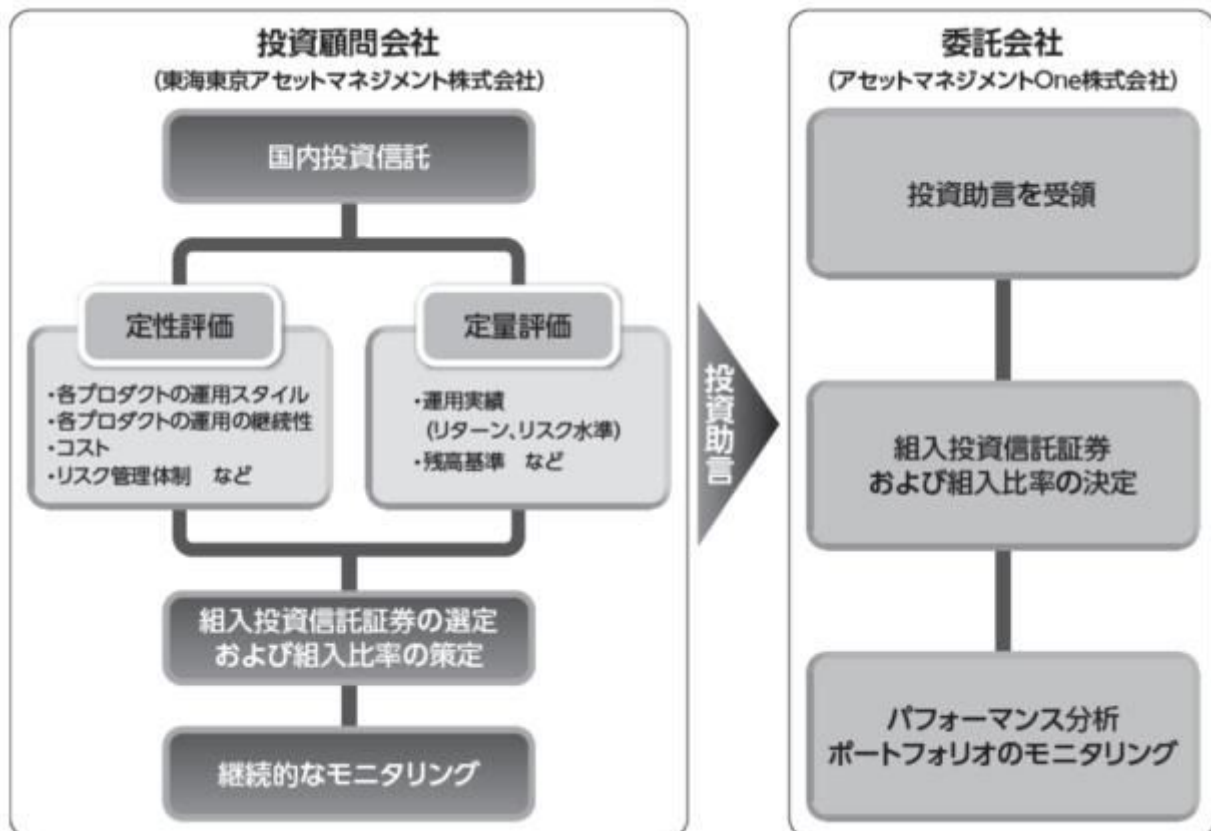 投資顧問会社
(東海東京アセットマネジメント株式会社)
国内投資信託
定性評価
・各プロダクトの運用スタイル
・各プロダクトの運用の継続性
・コスト
・リスク管理体制 など
定量評価
・運用実績
(リターン、リスク水準)
・残高基準 など
組入投資信託証券の選定
および組入比率の策定
継続的なモニタリング
投資助言
委託会社
(アセットマネジメントOne株式会社)
投資助言を受領
組入投資信託証券
および組入比率の決定
パフォーマンス分析
ポートフォリオのモニタリング